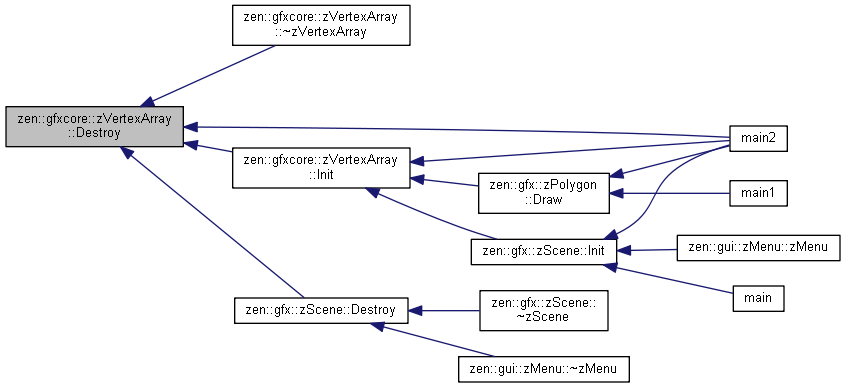 zen::gfxcore::zVertexArray
::~zVertexArray
zen::gfxcore::zVertexArray
::Destroy
main2
zen::gfxcore::zVertexArray
::Init
zen::gfx::zPolygon
::Draw
main1
zen::gfx::zScene::Init
zen::gui::zMenu::zMenu
main
zen::gfx::zScene::Destroy
zen::gfx::zScene::
~zScene
zen::gui::zMenu::~zMenu